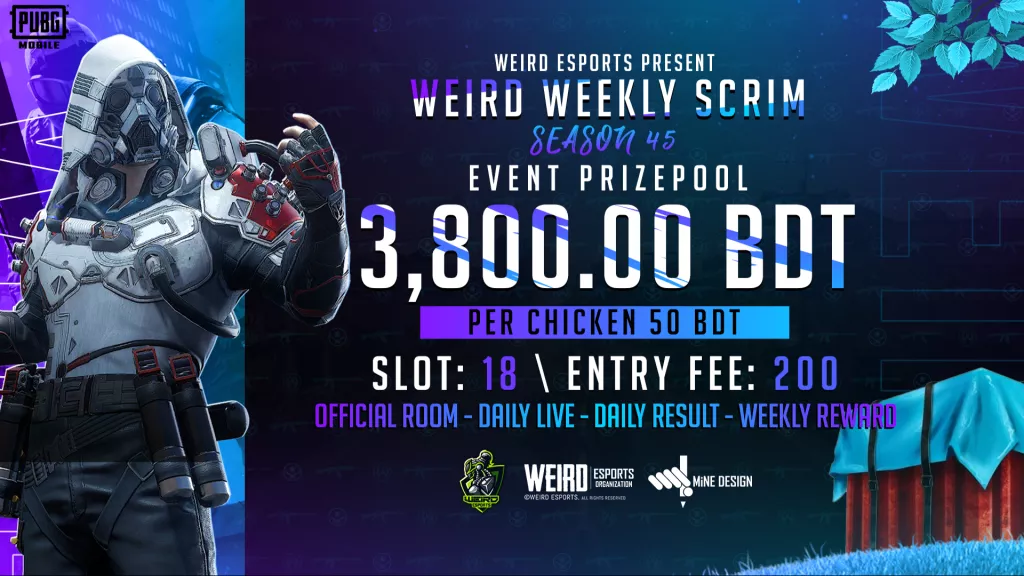 PUBG
MOBILE
WEIRD ESPORTS PRESENT
WEIRD WEEKLY SCRIM
SEASON 45
EVENT PRIZEPOOL
3,800.00 BDT
PER CHICKEN 50 BDT
SLOT: 18 \ ENTRY FEE: 200
OFFICIAL ROOM - DAILY LIVE - DAILY RESULT - WEEKLY REWARD
WEIRD
ESPORTS
WEIRD ESPORTS
ORGANIZATION
©WEIRD ESPORTS. ALL RIGHTS RESERVED
MiNE DESIGN